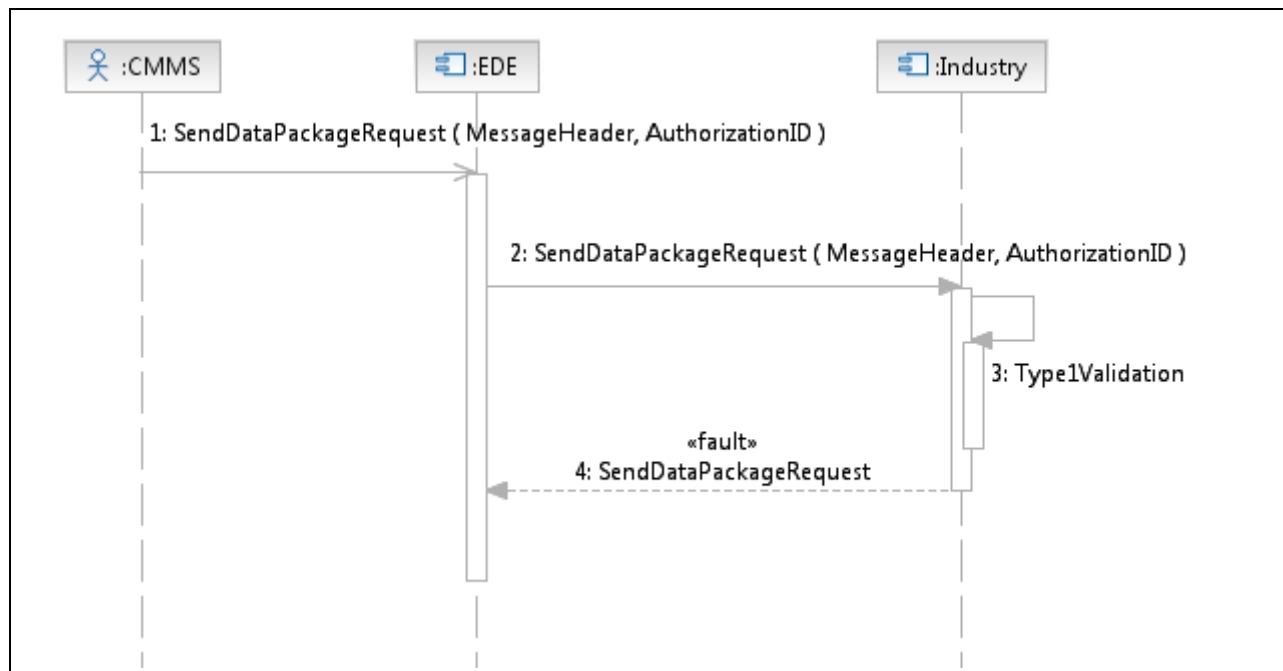 :CMMS
:EDE
:Industry
1: SendDataPackageRequest ( MessageHeader, AuthorizationID )
2: SendDataPackageRequest ( MessageHeader, AuthorizationID )
3: Type1Validation
«fault»
4: SendDataPackageRequest